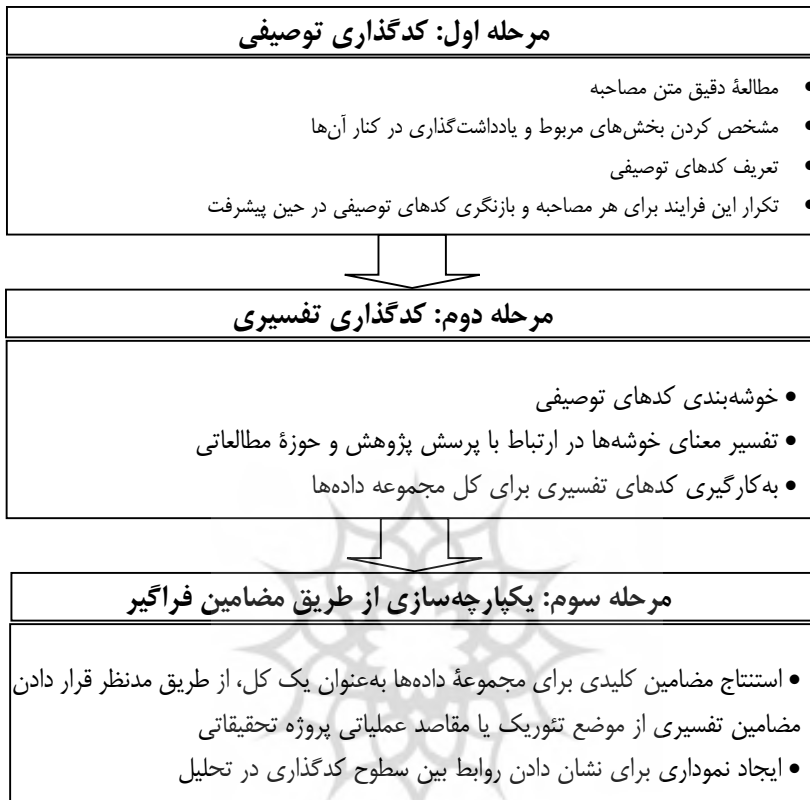 مرحله اول: کدگذاری توصیفی
• مطالعهٔ دقیق متن مصاحبه
• مشخص کردن بخش‌های مربوط و یادداشت‌گذاری در کنار آن‌ها
• تعریف کدهای توصیفی
• تکرار این فرایند برای هر مصاحبه و بازنگری کدهای توصیفی در حین پیشرفت
مرحله دوم: کدگذاری تفسیری
• خوشه‌بندی کدهای توصیفی
• تفسیر معنای خوشه‌ها در ارتباط با پرسش پژوهش و حوزهٔ مطالعاتی
• به‌کارگیری کدهای تفسیری برای کل مجموعه داده‌ها
مرحله سوم: یکپارچه‌سازی از طریق مضامین فراگیر
• استنتاج مضامین کلیدی برای مجموعهٔ داده‌ها به‌عنوان یک کل، از طریق مدنظر قرار دادن
مضامین تفسیری از موضع تئوریک یا مقاصد عملیاتی پروژه تحقیقاتی
• ایجاد نموداری برای نشان دادن روابط بین سطوح کدگذاری در تحلیل